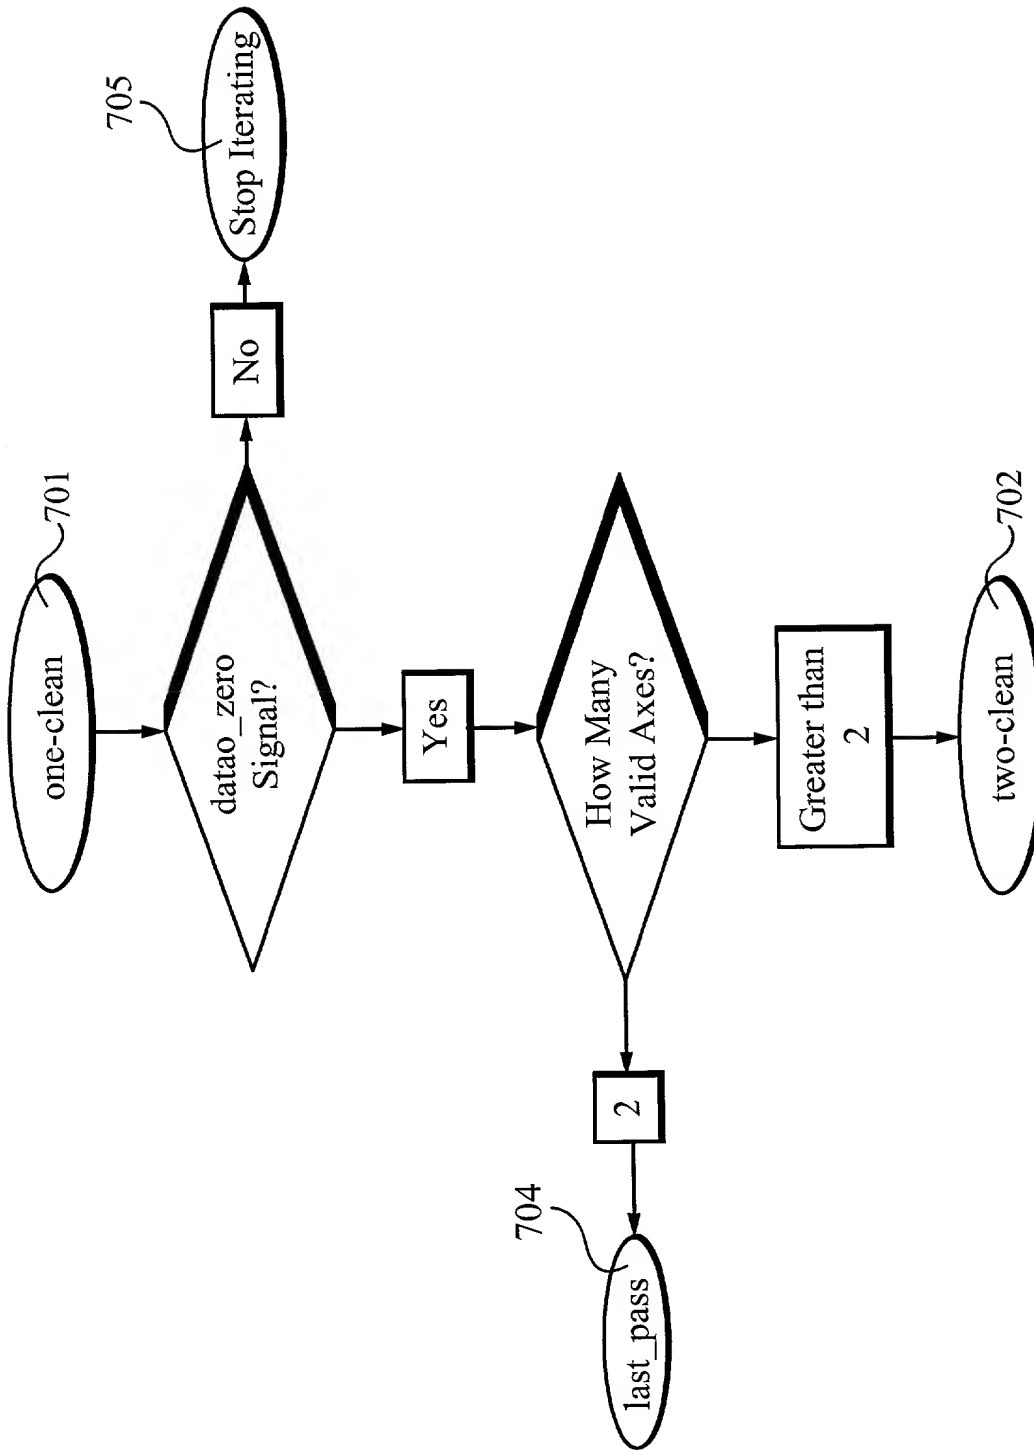 one-clean
701
datao_zero
Signal?
No
Stop Iterating
705
Yes
How Many
Valid Axes?
2
last_pass
704
Greater than
2
two-clean
702